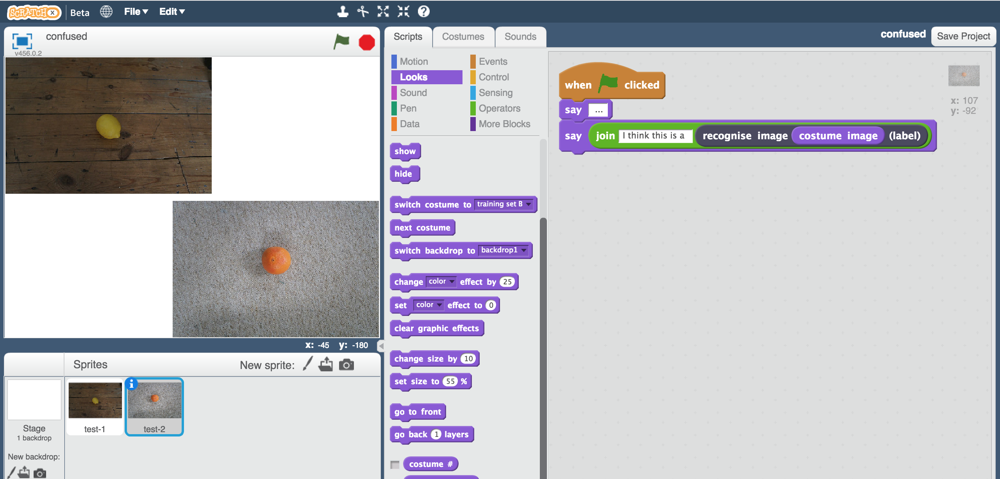 SCRATCHX Beta File Edit
confused
v456.0.2
x: -45 y: -180
Sprites
New sprite:
Stage
1 backdrop
New backdrop:
test-1
test-2
Scripts Costumes Sounds
Motion
Looks
Sound
Pen
Data
Events
Control
Sensing
Operators
More Blocks
show
hide
switch costume to training set B
next costume
switch backdrop to backdrop1
change color effect by 25
set color effect to 0
clear graphic effects
change size by 10
set size to 55 %
go to front
go back 1 layers
costume #
confused Save Project
when clicked
say ...
say join I think this is a recognise image costume image (label)
x: 107
y: -92